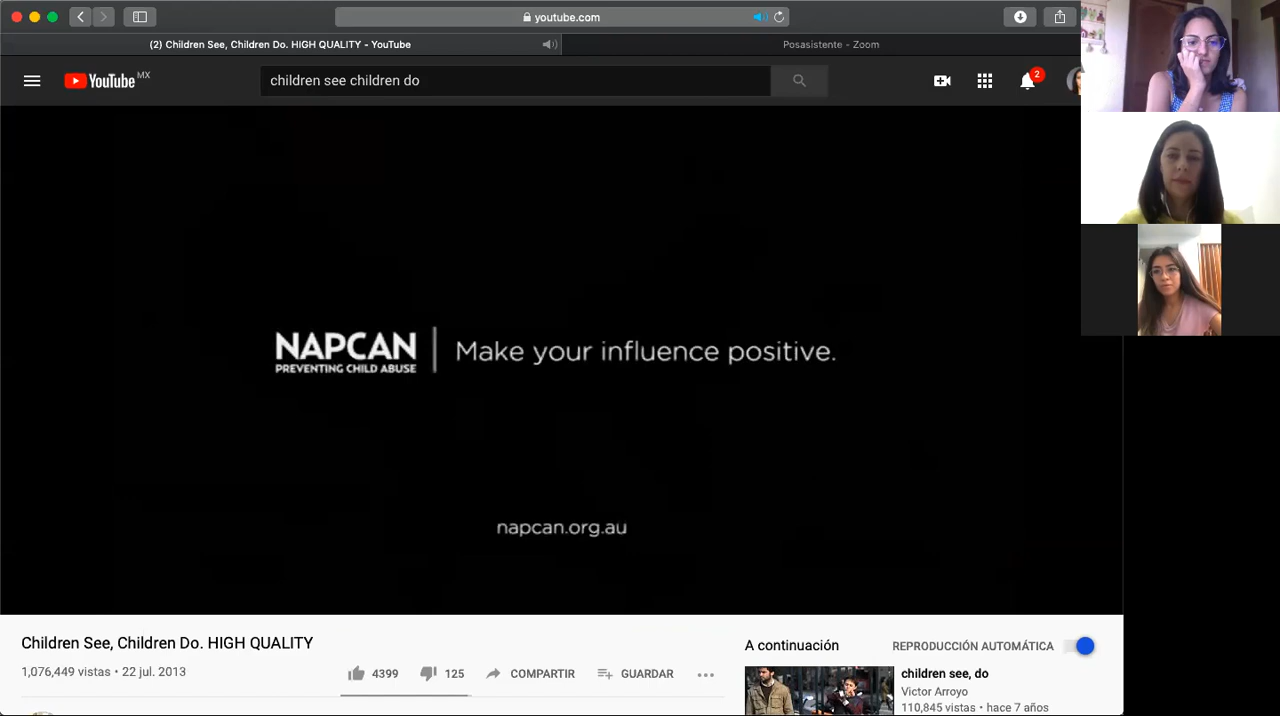 youtube.com
(2) Children See, Children Do. HIGH QUALITY - YouTube
Posasistente - Zoom
YouTube MX
children see children do
2
NAPCAN
PREVENTING CHILD ABUSE
Make your influence positive.
napcan.org.au
Children See, Children Do. HIGH QUALITY
1,076,449 vistas • 22 jul. 2013
4399
125
COMPARTIR
GUARDAR
A continuación
REPRODUCCIÓN AUTOMÁTICA
children see, do
Victor Arroyo
110,845 vistas • hace 7 años